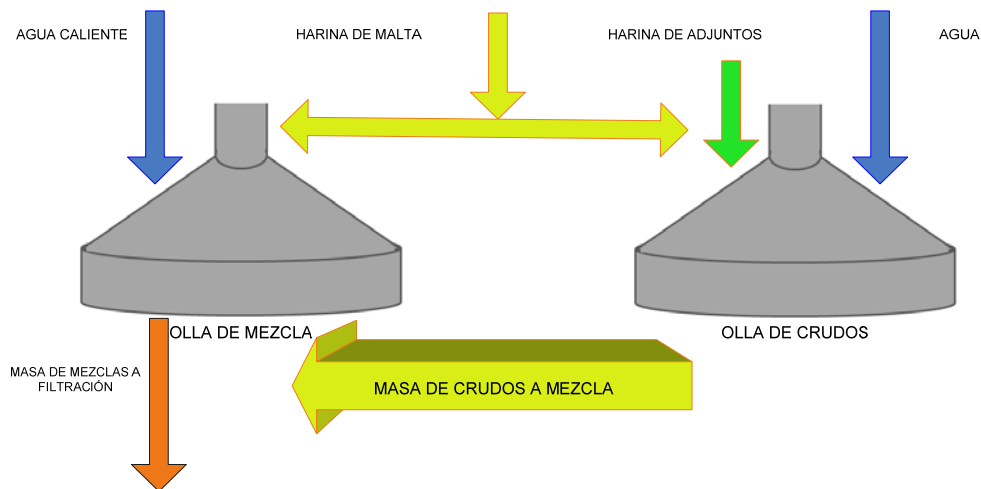 AGUA CALIENTE
HARINA DE MALTA
HARINA DE ADJUNTOS
AGUA
OLLA DE MEZCLA
OLLA DE CRUDOS
MASA DE MEZCLAS A
FILTRACIÓN
MASA DE CRUDOS A MEZCLA